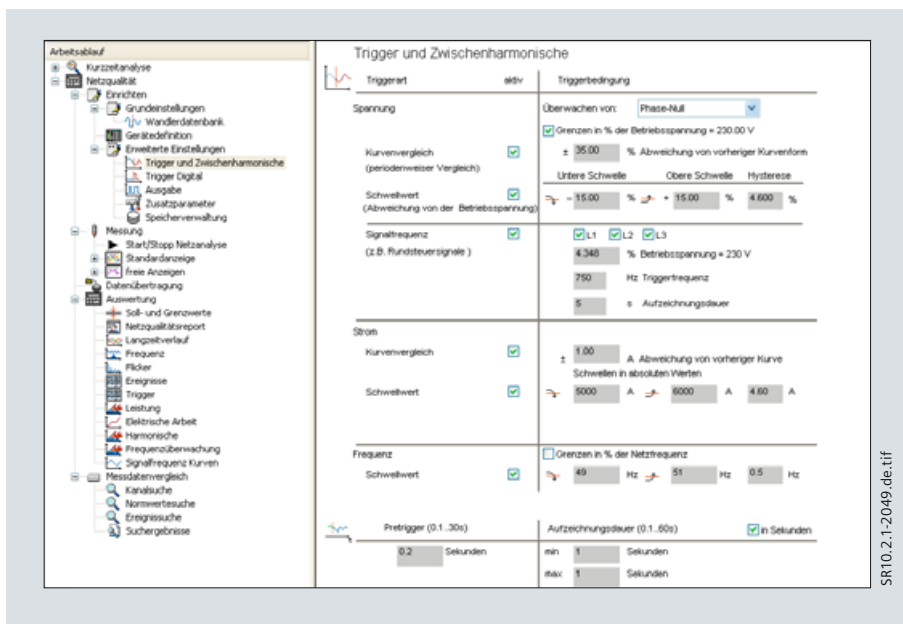 Arbeitsablauf
Kurzzeitanalyse
Netzqualität
Einrichten
Grundeinstellungen
Wandlerdatenbank
Gerätedefinition
Erweiterte Einstellungen
Trigger und Zwischenharmonische
Trigger Digital
Ausgabe
Zusatzparameter
Speicherverwaltung
Messung
Start/Stopp Netzanalyse
Standardanzeige
freie Anzeigen
Datenübertragung
Auswertung
Soll- und Grenzwerte
Netzqualitätsreport
Langzeitverlauf
Frequenz
Flicker
Ereignisse
Trigger
Leistung
Elektrische Arbeit
Harmonische
Frequenzüberwachung
Signalfrequenz Kurven
Messdatenvergleich
Kanalsuche
Normwertesuche
Ereignissuche
Suchergebnisse
Trigger und Zwischenharmonische
Triggerart aktiv Triggerbedingung
Spannung Überwachen von: Phase-Null
Grenzen in % der Betriebsspannung = 230.00 V
Kurvenvergleich ± 35.00 % Abweichung von vorheriger Kurvenform
(periodenweiser Vergleich)
Untere Schwelle Obere Schwelle Hysterese
Schwellwert − 15.00 % + 15.00 % 4.600 %
(Abweichung von der Betriebsspannung)
Signalfrequenz L1 L2 L3
(z.B. Rundsteuersignale ) 4.348 % Betriebsspannung = 230 V
750 Hz Triggerfrequenz
5 s Aufzeichnungsdauer
Strom
Kurvenvergleich ± 1.00 A Abweichung von vorheriger Kurve
Schwellen in absoluten Werten
Schwellwert 5000 A 6000 A 4.60 A
Frequenz Grenzen in % der Netzfrequenz
Schwellwert 49 Hz 51 Hz 0.5 Hz
Pretrigger (0.1..30s) Aufzeichnungsdauer (0.1..60s) in Sekunden
0.2 Sekunden min 1 Sekunden
max 1 Sekunden
SR10.2.1-2049.de.tif